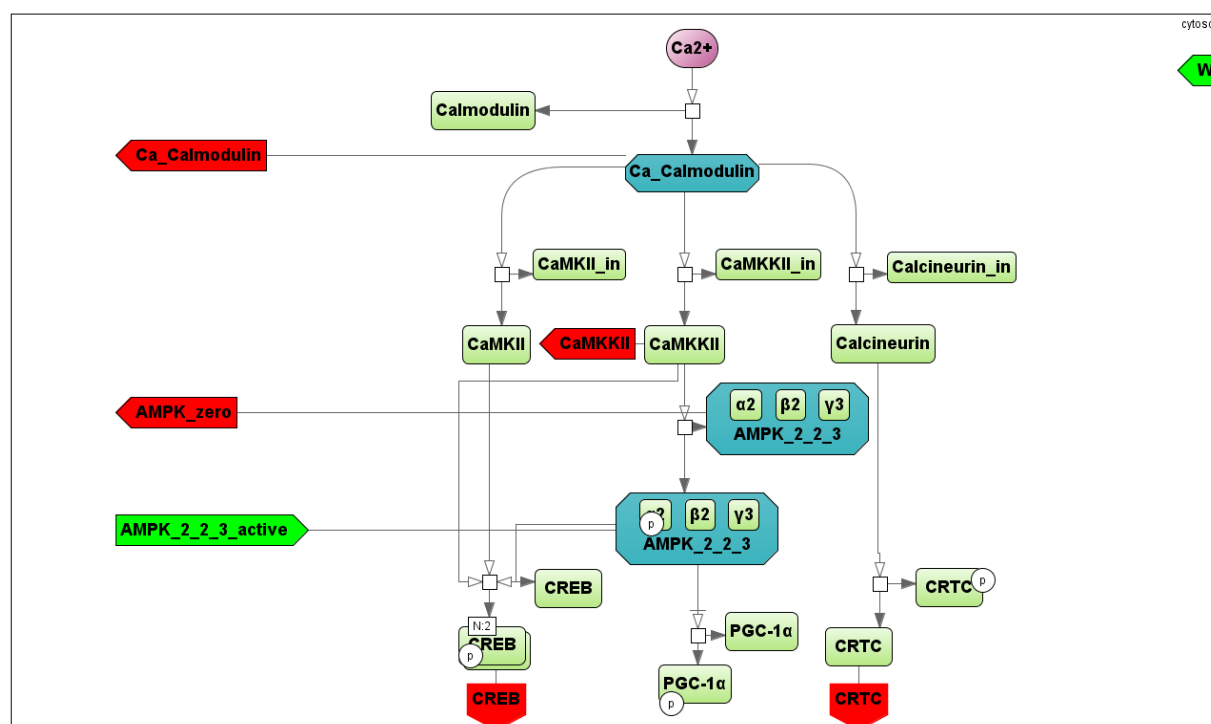 cytoso
Ca2+
W
Calmodulin
Ca_Calmodulin
Ca_Calmodulin
CaMKII_in
CaMKKII_in
Calcineurin_in
CaMKII
CaMKKII
CaMKKII
Calcineurin
AMPK_zero
α2 β2 γ3
AMPK_2_2_3
AMPK_2_2_3_active
p β2 γ3
AMPK_2_2_3
CREB
CRTC p
N:2
CREB
p
PGC-1α
CRTC
PGC-1α
p
CREB
CRTC